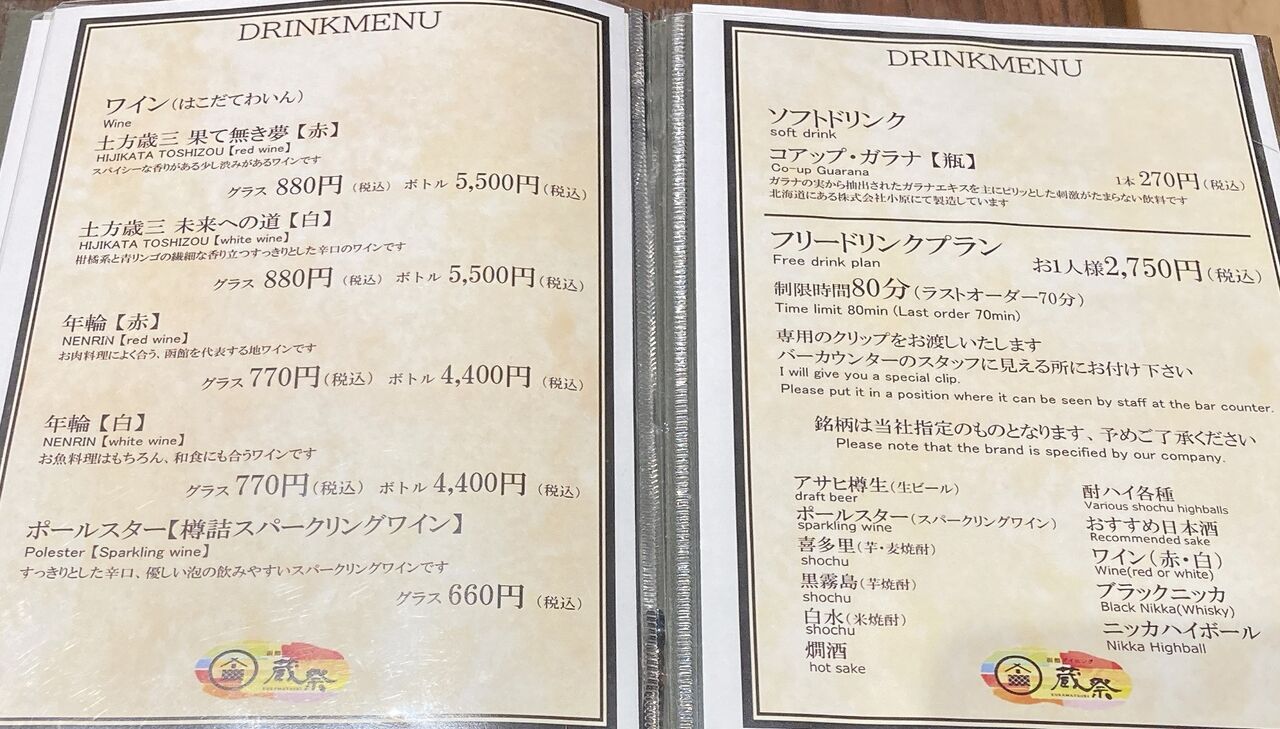 DRINKMENU
ワイン(はこだてわいん)
Wine
土方歳三 果て無き夢【赤】
HIJIKATA TOSHIZOU【red wine】
スパイシーな香りがある少し渋みがあるワインです
グラス 880円(税込) ボトル 5,500円(税込)
土方歳三 未来への道【白】
HIJIKATA TOSHIZOU【white wine】
柑橘系と青リンゴの繊細な香り立つすっきりとした辛口のワインです
グラス 880円(税込) ボトル 5,500円(税込)
年輪【赤】
NENRIN【red wine】
お肉料理によく合う、函館を代表する地ワインです
グラス 770円(税込) ボトル 4,400円(税込)
年輪【白】
NENRIN【white wine】
お魚料理はもちろん、和食にも合うワインです
グラス 770円(税込) ボトル 4,400円(税込)
ポールスター【樽詰スパークリングワイン】
Polester【Sparkling wine】
すっきりとした辛口、優しい泡の飲みやすいスパークリングワインです
グラス 660円(税込)
蔵祭
KURAMATSURI
DRINKMENU
ソフトドリンク
soft drink
コアップ・ガラナ【瓶】
Co-up Guarana
1本 270円(税込)
ガラナの実から抽出されたガラナエキスを主にピリッとした刺激がたまらない飲料です
北海道にある株式会社小原にて製造しています
フリードリンクプラン
Free drink plan
お1人様2,750円(税込)
制限時間80分(ラストオーダー70分)
Time limit 80min (Last order 70min)
専用のクリップをお渡しいたします
バーカウンターのスタッフに見える所にお付け下さい
I will give you a special clip.
Please put it in a position where it can be seen by staff at the bar counter.
銘柄は当社指定のものとなります、予めご了承ください
Please note that the brand is specified by our company.
アサヒ樽生(生ビール)
draft beer
ポールスター(スパークリングワイン)
sparkling wine
喜多里(芋・麦焼酎)
shochu
黒霧島(芋焼酎)
shochu
白水(米焼酎)
shochu
燗酒
hot sake
酎ハイ各種
Various shochu highballs
おすすめ日本酒
Recommended sake
ワイン(赤・白)
Wine(red or white)
ブラックニッカ
Black Nikka(Whisky)
ニッカハイボール
Nikka Highball
函館ダイニング
蔵祭
KURAMATSURI